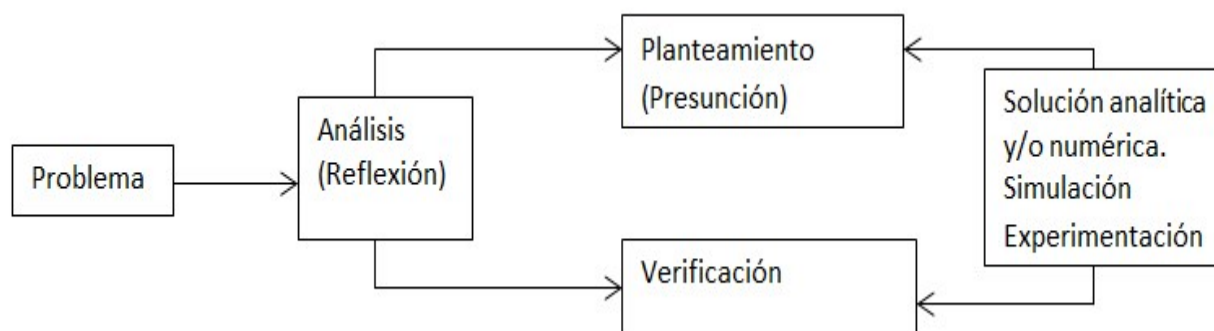 Problema
Análisis
(Reflexión)
Planteamiento
(Presunción)
Verificación
Solución analítica
y/o numérica.
Simulación
Experimentación